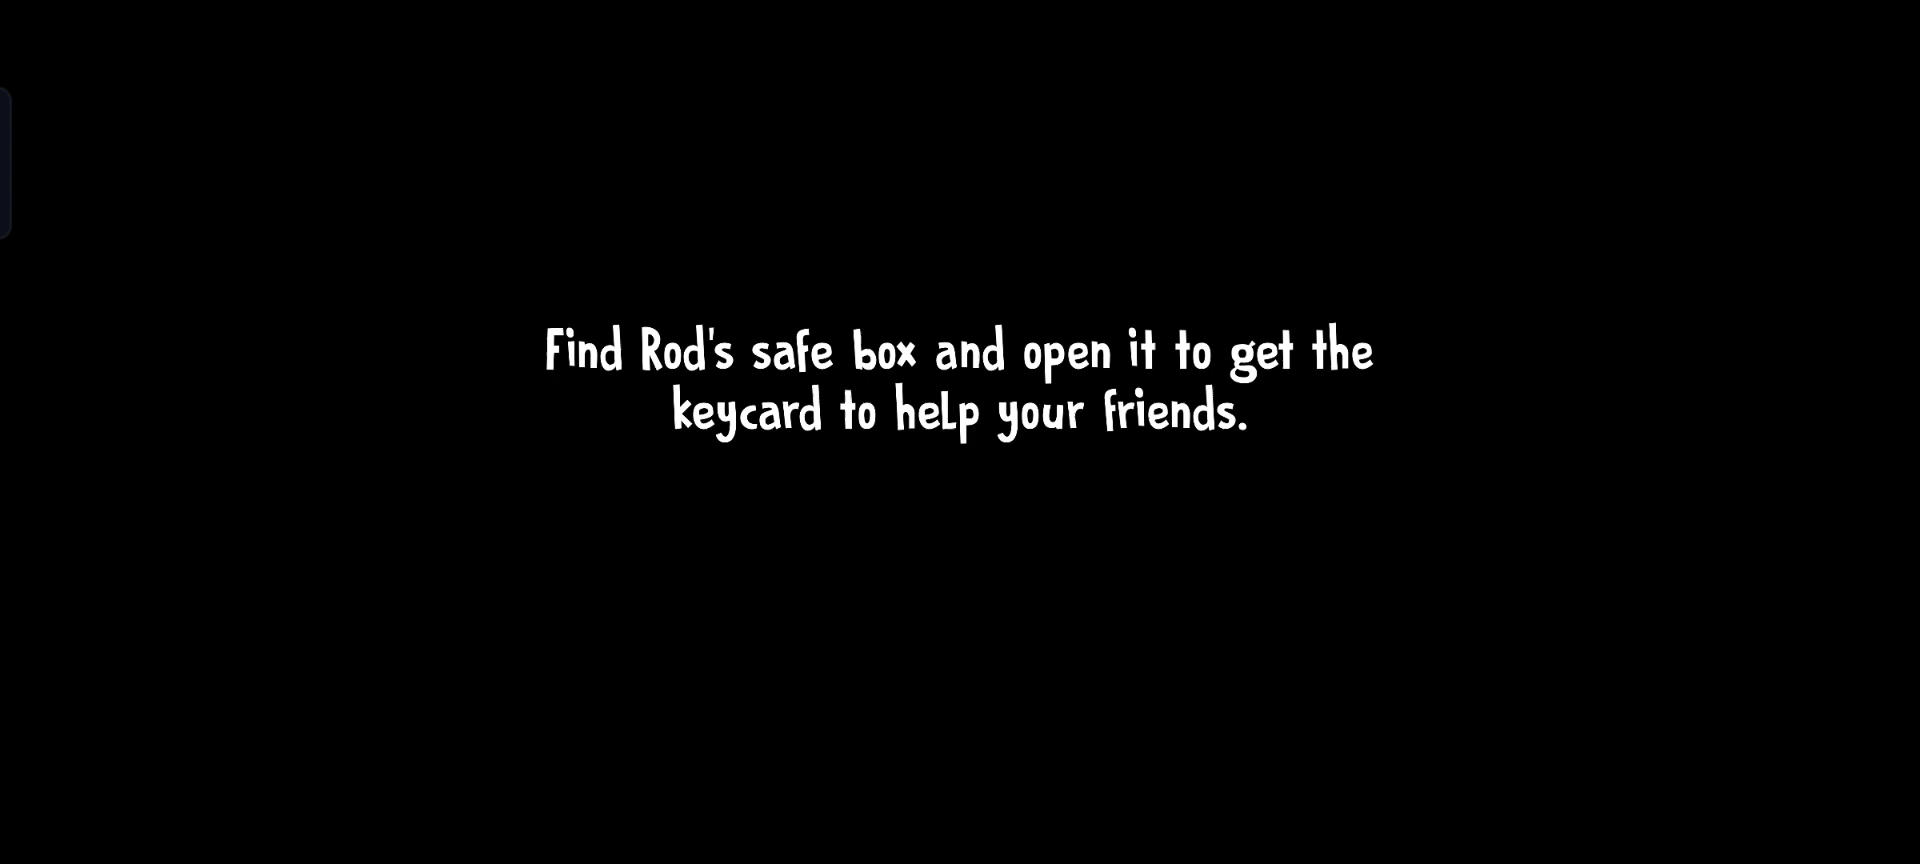 Find Rod's safe box and open it to get the
keycard to help your friends.